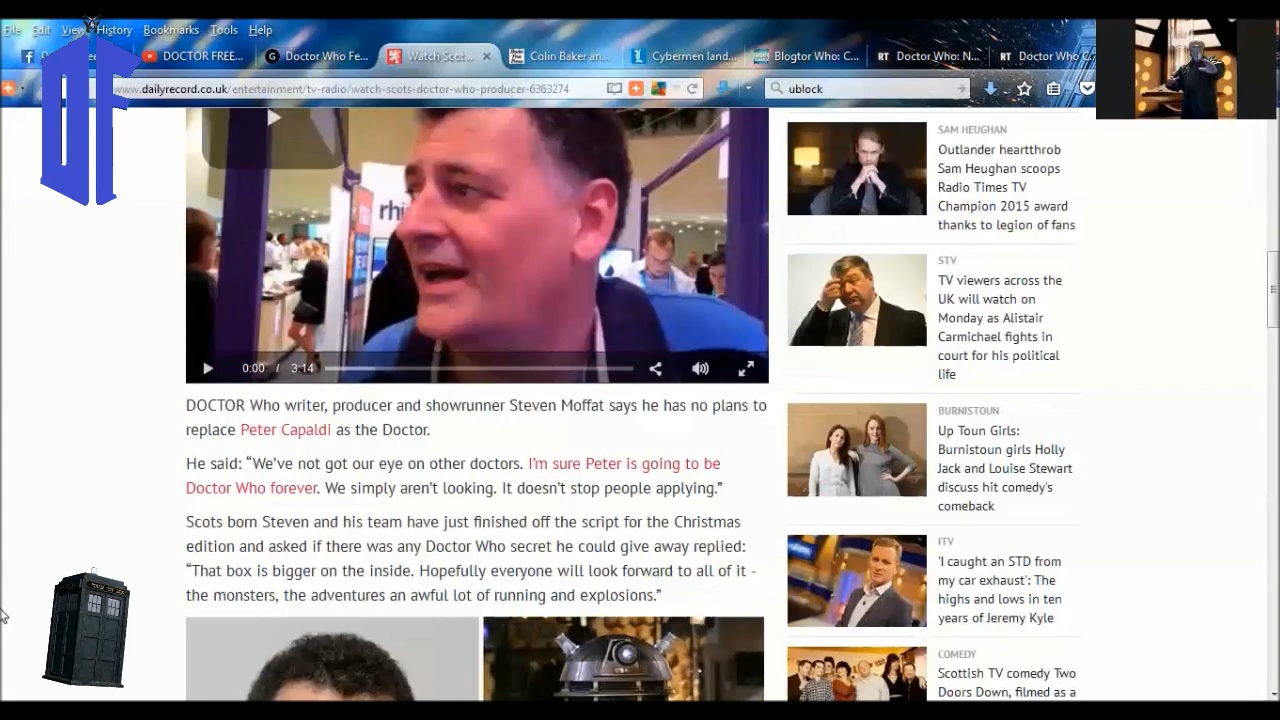 File Edit View History Bookmarks Tools Help
DOCTOR FREE...
Doctor Who Fe...
Watch Scot...
Colin Baker an...
Cybermen land...
Blogtor Who: C...
RT Doctor Who: N...
RT Doctor Who C
www.dailyrecord.co.uk/entertainment/tv-radio/watch-scots-doctor-who-producer-6363274
ublock
DF
rhi
0:00 / 3:14
DOCTOR Who writer, producer and showrunner Steven Moffat says he has no plans to
replace Peter Capaldi as the Doctor.
He said: “We’ve not got our eye on other doctors. I’m sure Peter is going to be
Doctor Who forever. We simply aren’t looking. It doesn’t stop people applying.”
Scots born Steven and his team have just finished off the script for the Christmas
edition and asked if there was any Doctor Who secret he could give away replied:
“That box is bigger on the inside. Hopefully everyone will look forward to all of it -
the monsters, the adventures an awful lot of running and explosions.”
SAM HEUGHAN
Outlander heartthrob
Sam Heughan scoops
Radio Times TV
Champion 2015 award
thanks to legion of fans
STV
TV viewers across the
UK will watch on
Monday as Alistair
Carmichael fights in
court for his political
life
BURNISTOUN
Up Toun Girls:
Burnistoun girls Holly
Jack and Louise Stewart
discuss hit comedy's
comeback
ITV
'I caught an STD from
my car exhaust': The
highs and lows in ten
years of Jeremy Kyle
COMEDY
Scottish TV comedy Two
Doors Down, filmed as a